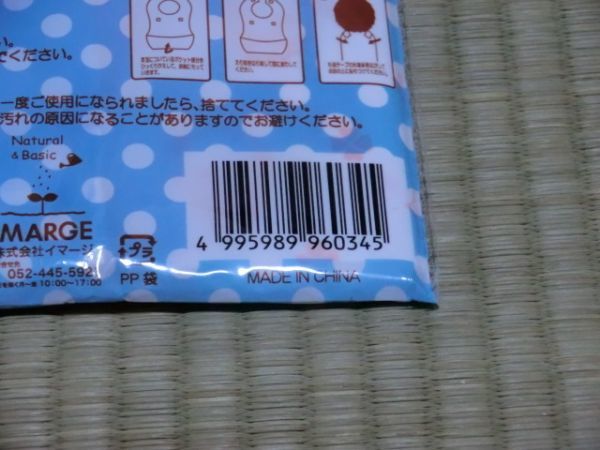 い。
でください。
一度ご使用になられましたら、捨ててください。
汚れの原因になることがありますのでお避けください。
Natural
& Basic
MARGE
株式会社イマージ
052-445-592
10:00〜17:00
プラ
PP 袋
4 995989 960345
MADE IN CHINA